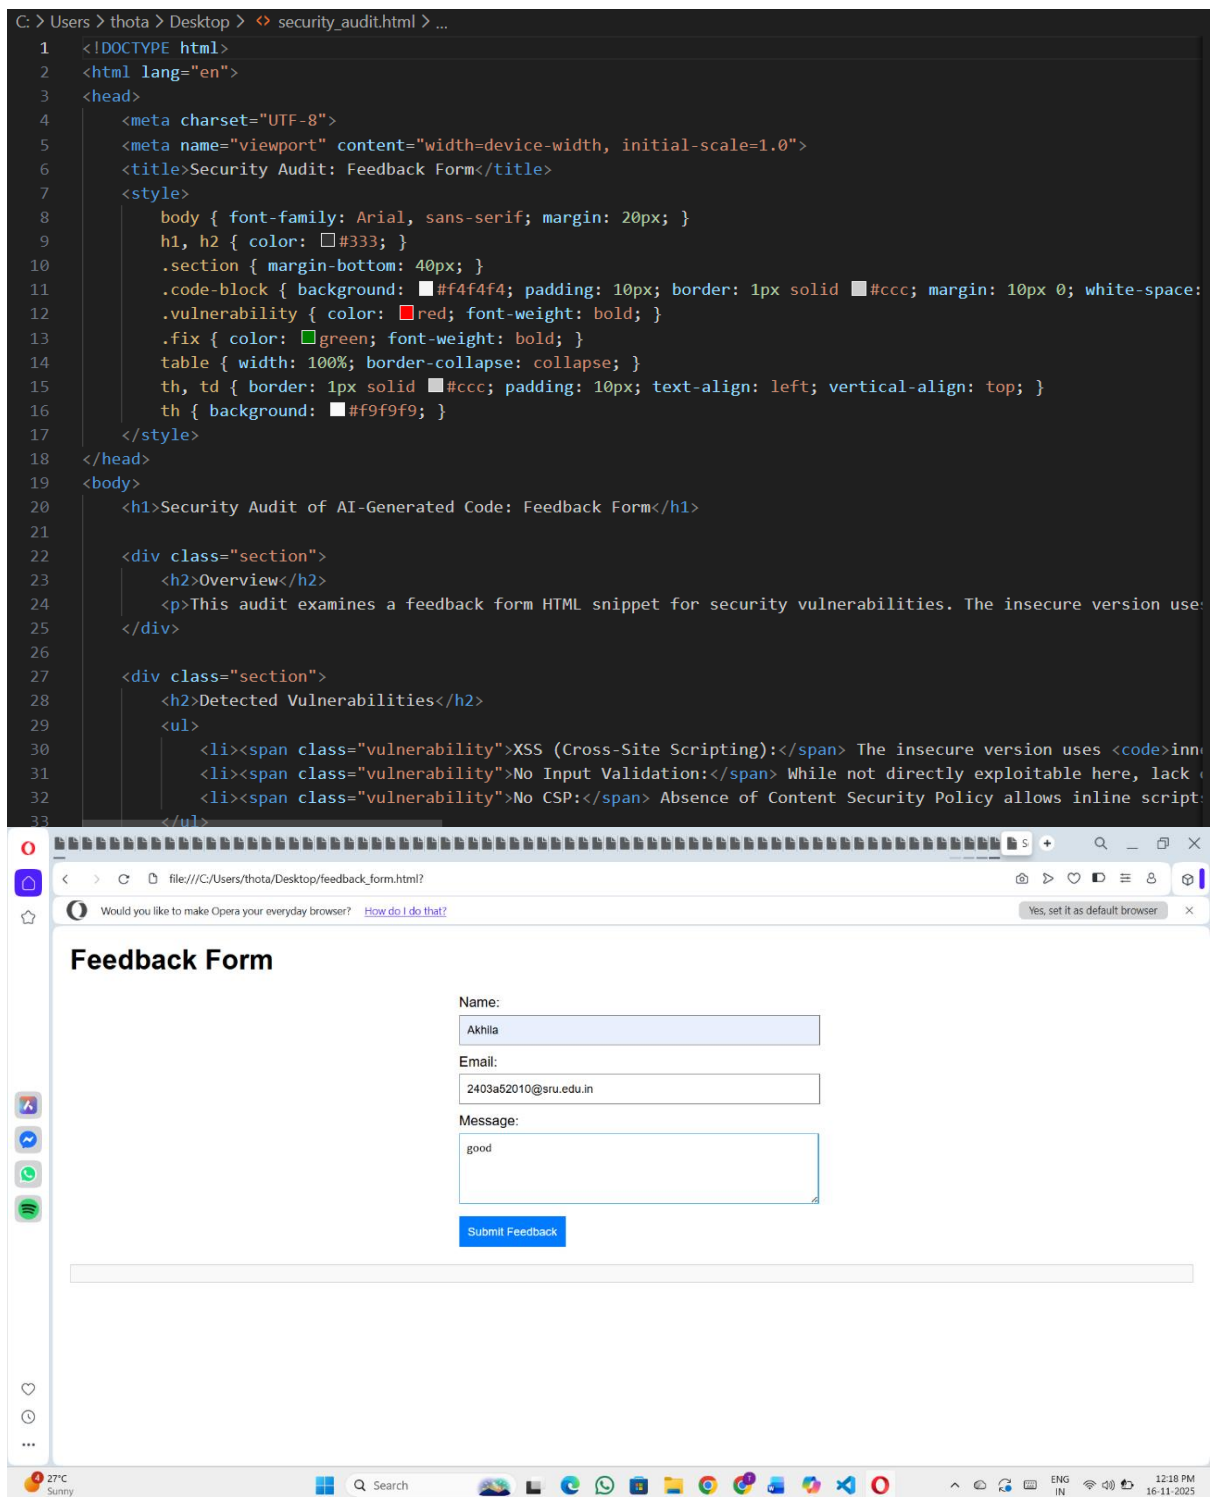 C: > Users > thota > Desktop > <> security_audit.html > ...
1 <!DOCTYPE html>
2 <html lang="en">
3 <head>
4 <meta charset="UTF-8">
5 <meta name="viewport" content="width=device-width, initial-scale=1.0">
6 <title>Security Audit: Feedback Form</title>
7 <style>
8 body { font-family: Arial, sans-serif; margin: 20px; }
9 h1, h2 { color: #333; }
10 .section { margin-bottom: 40px; }
11 .code-block { background: #f4f4f4; padding: 10px; border: 1px solid #ccc; margin: 10px 0; white-space:
12 .vulnerability { color: red; font-weight: bold; }
13 .fix { color: green; font-weight: bold; }
14 table { width: 100%; border-collapse: collapse; }
15 th, td { border: 1px solid #ccc; padding: 10px; text-align: left; vertical-align: top; }
16 th { background: #f9f9f9; }
17 </style>
18 </head>
19 <body>
20 <h1>Security Audit of AI-Generated Code: Feedback Form</h1>
21
22 <div class="section">
23 <h2>Overview</h2>
24 <p>This audit examines a feedback form HTML snippet for security vulnerabilities. The insecure version use
25 </div>
26
27 <div class="section">
28 <h2>Detected Vulnerabilities</h2>
29 <ul>
30 <li><span class="vulnerability">XSS (Cross-Site Scripting):</span> The insecure version uses <code>inn
31 <li><span class="vulnerability">No Input Validation:</span> While not directly exploitable here, lack
32 <li><span class="vulnerability">No CSP:</span> Absence of Content Security Policy allows inline script
33 </ul>
S
file:///C:/Users/thota/Desktop/feedback_form.html?
Would you like to make Opera your everyday browser? How do I do that? Yes, set it as default browser
Feedback Form
Name:
Akhila
Email:
2403a52010@sru.edu.in
Message:
good
Submit Feedback
4 27°C
Sunny
Search
ENG
IN
12:18 PM
16-11-2025